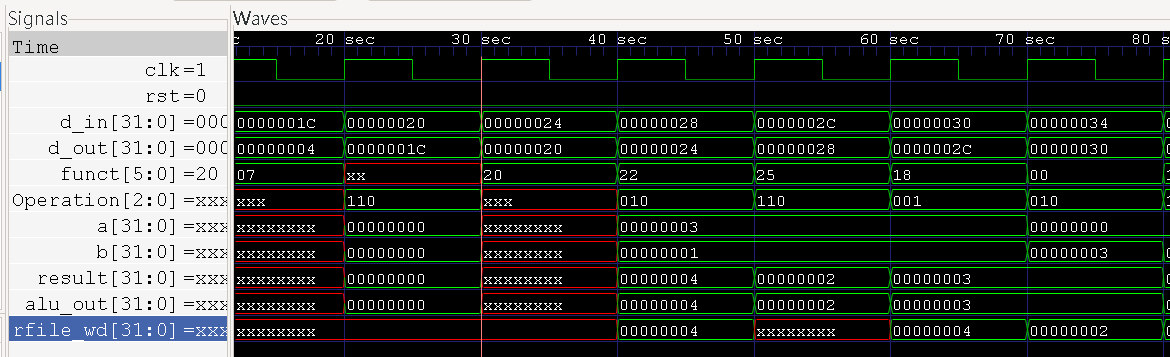 Signals
Waves
Time
20 sec 30 sec 40 sec 50 sec 60 sec 70 sec 80 s
clk=1
rst=0
d_in[31:0]=000 0000001C 00000020 00000024 00000028 0000002C 00000030 00000034
d_out[31:0]=000 00000004 0000001C 00000020 00000024 00000028 0000002C 00000030
funct[5:0]=20 07 xx 20 22 25 18 00
Operation[2:0]=xxx xxx 110 xxx 010 110 001 010
a[31:0]=xxx xxxxxxxx 00000000 xxxxxxxx 00000003 00000000
b[31:0]=xxx xxxxxxxx 00000000 xxxxxxxx 00000001 00000003
result[31:0]=xxx xxxxxxxx 00000000 xxxxxxxx 00000004 00000002 00000003
alu_out[31:0]=xxx xxxxxxxx 00000000 xxxxxxxx 00000004 00000002 00000003
rfile_wd[31:0]=xxx xxxxxxxx 00000004 xxxxxxxx 00000004 00000002